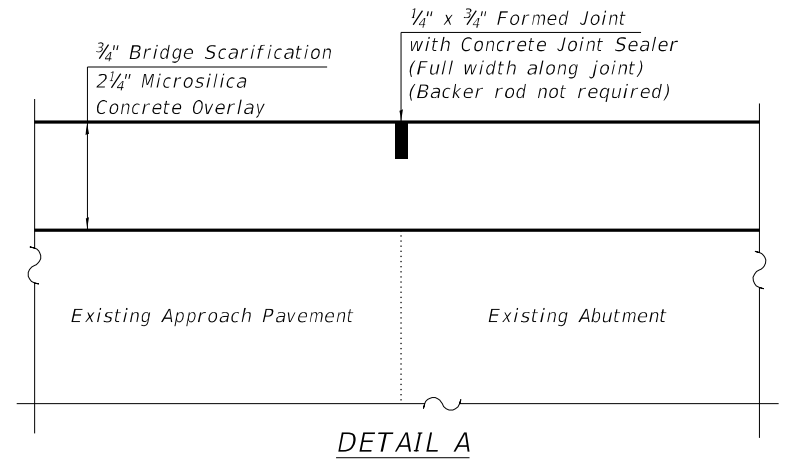 ¾" Bridge Scarification
2¼" Microsilica
Concrete Overlay
¼" x ¾" Formed Joint
with Concrete Joint Sealer
(Full width along joint)
(Backer rod not required)
Existing Approach Pavement
Existing Abutment
DETAIL A